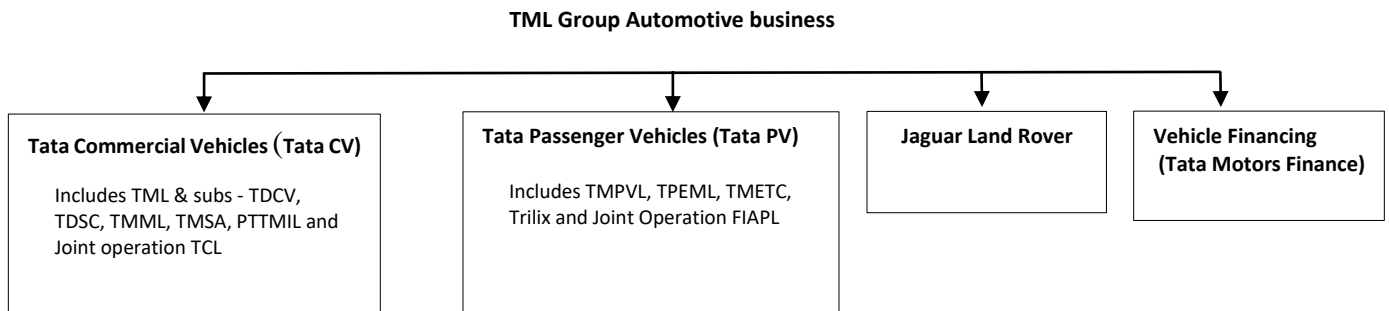 TML Group Automotive business
Tata Commercial Vehicles (Tata CV)
Includes TML & subs - TDCV,
TDSC, TMML, TMSA, PTTMIL and
Joint operation TCL
Tata Passenger Vehicles (Tata PV)
Includes TMPVL, TPEML, TMETC,
Trilix and Joint Operation FIAPL
Jaguar Land Rover
Vehicle Financing
(Tata Motors Finance)